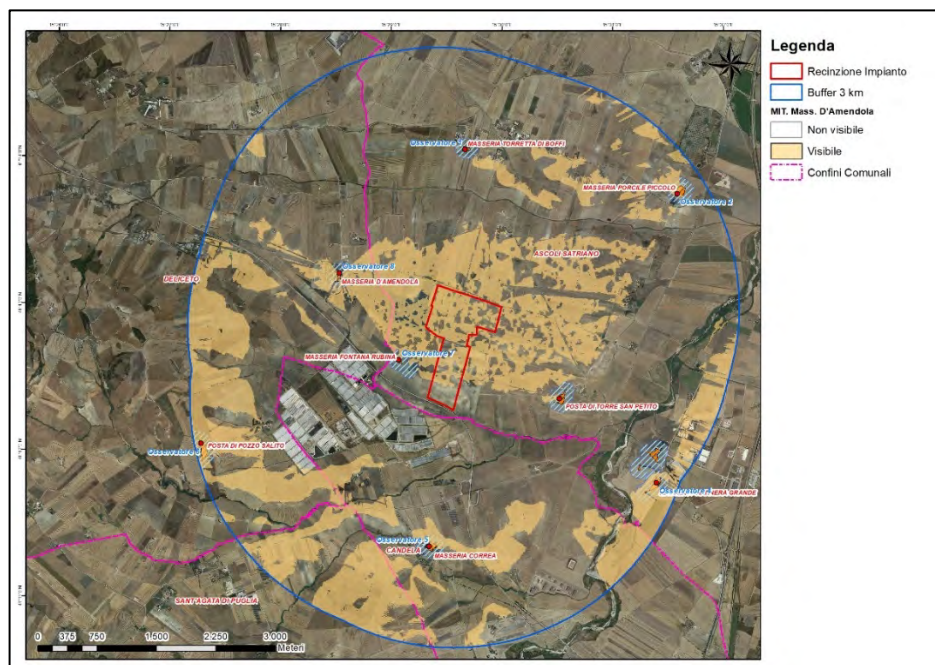 Legenda
Recinzione Impianto
Buffer 3 km
MIT. Mass. D'Amendola
Non visibile
Visibile
Confini Comunali
MASSERIA TORRETTA DI BOFFI
MASSERIA PORCILE PICCOLO
Osservatore 2
ASCOLI SATRIANO
Osservatore 8
DELICETO
MASSERIA D'AMENDOLA
MASSERIA FONTANA RUBINA
Osservatore 7
POSTA DI TORRE SAN PETITO
POSTA DI POZZO SALITO
Osservatore 6
NERA GRANDE
Osservatore 5
CANDELA
MASSERIA CORREA
SANT'AGATA DI PUGLIA
0 375 750 1.500 2.250 3.000
Meteri